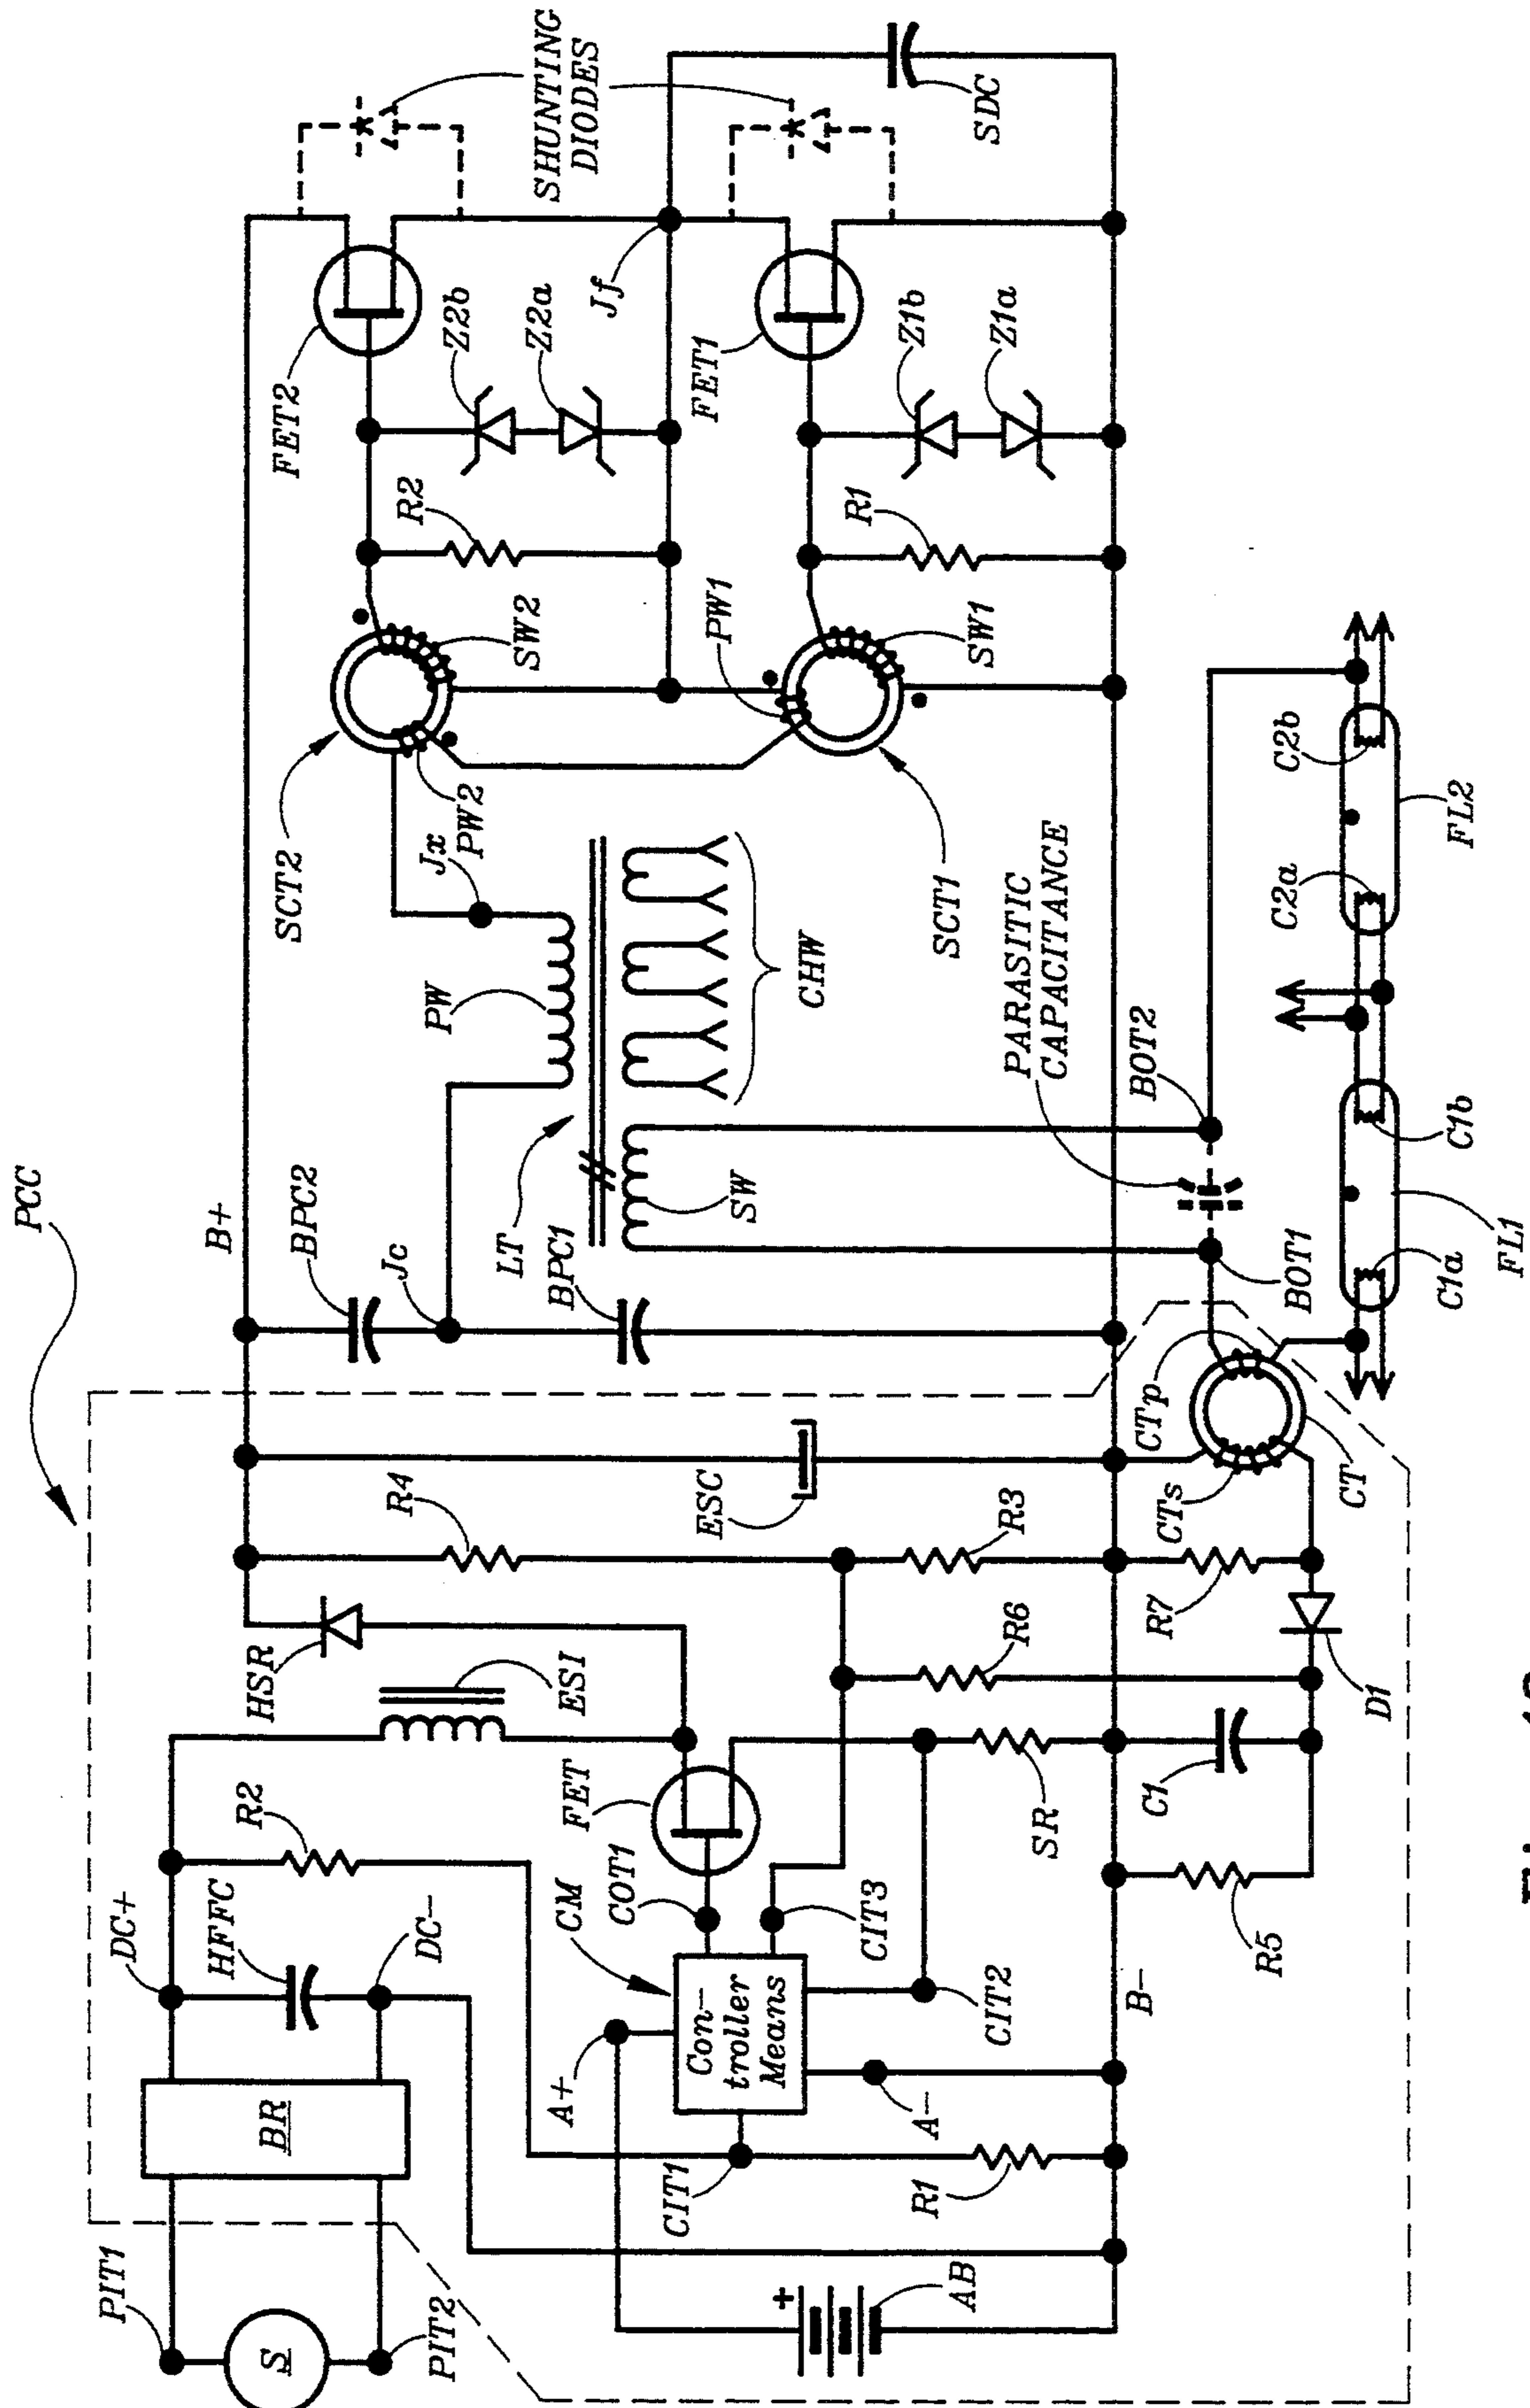 PCC
PIT1
DC+
B+
S
BR
HFFC
R2
HSR
BPC2
SCT2
FET2
SHUNTING
DIODES
PIT2
DC−
ESI
R4
Jc
PW
Jx
PW2
SW2
R2
Z2b
Z2a
LT
BPC1
Jf
A+
COT1
FET
CM
CIT1
Con-
troller
Means
CIT3
ESC
SW
CHW
PW1
FET1
R1
Z1b
Z1a
SCT1
SW1
SDC
+
AB
R1
A−
CIT2
SR
R6
R3
PARASITIC
CAPACITANCE
B−
C1
R7
CTs
CTp
BOT2
R5
D1
CT
BOT1
C2a
C2b
C1a
C1b
FL1
FL2